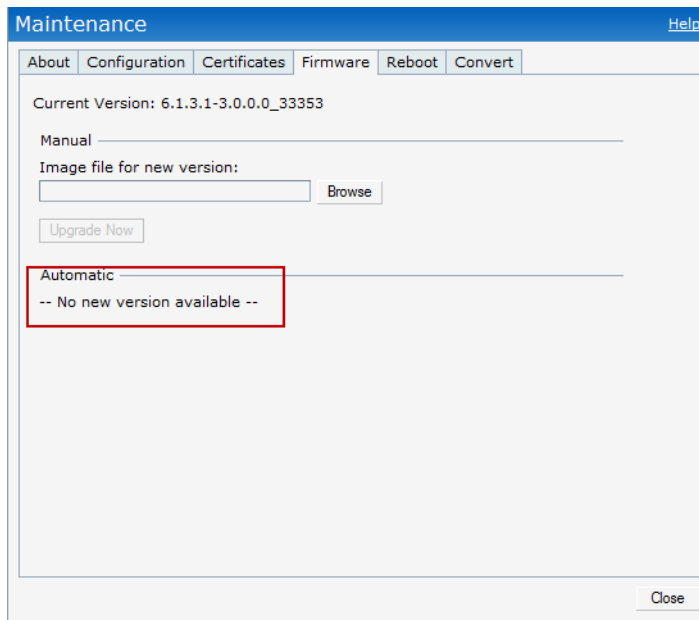 Maintenance Help
About Configuration Certificates Firmware Reboot Convert
Current Version: 6.1.3.1-3.0.0.0_33353
Manual
Image file for new version:
Browse
Upgrade Now
Automatic
-- No new version available --
Close